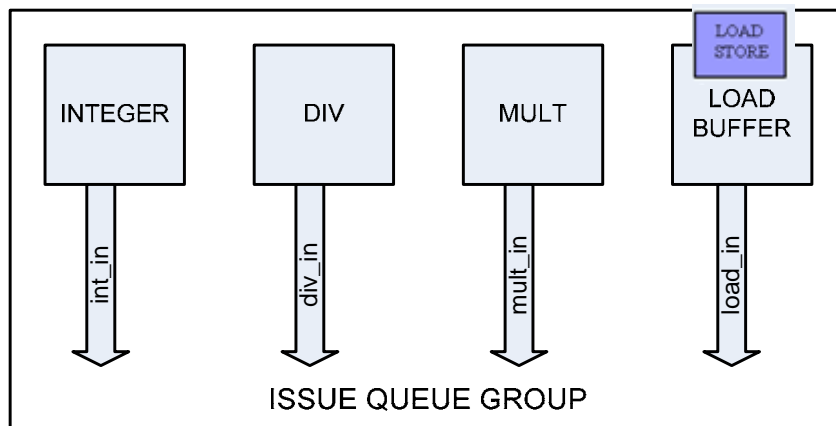 LOAD
STORE
INTEGER
DIV
MULT
LOAD
BUFFER
int_in
div_in
mult_in
load_in
ISSUE QUEUE GROUP